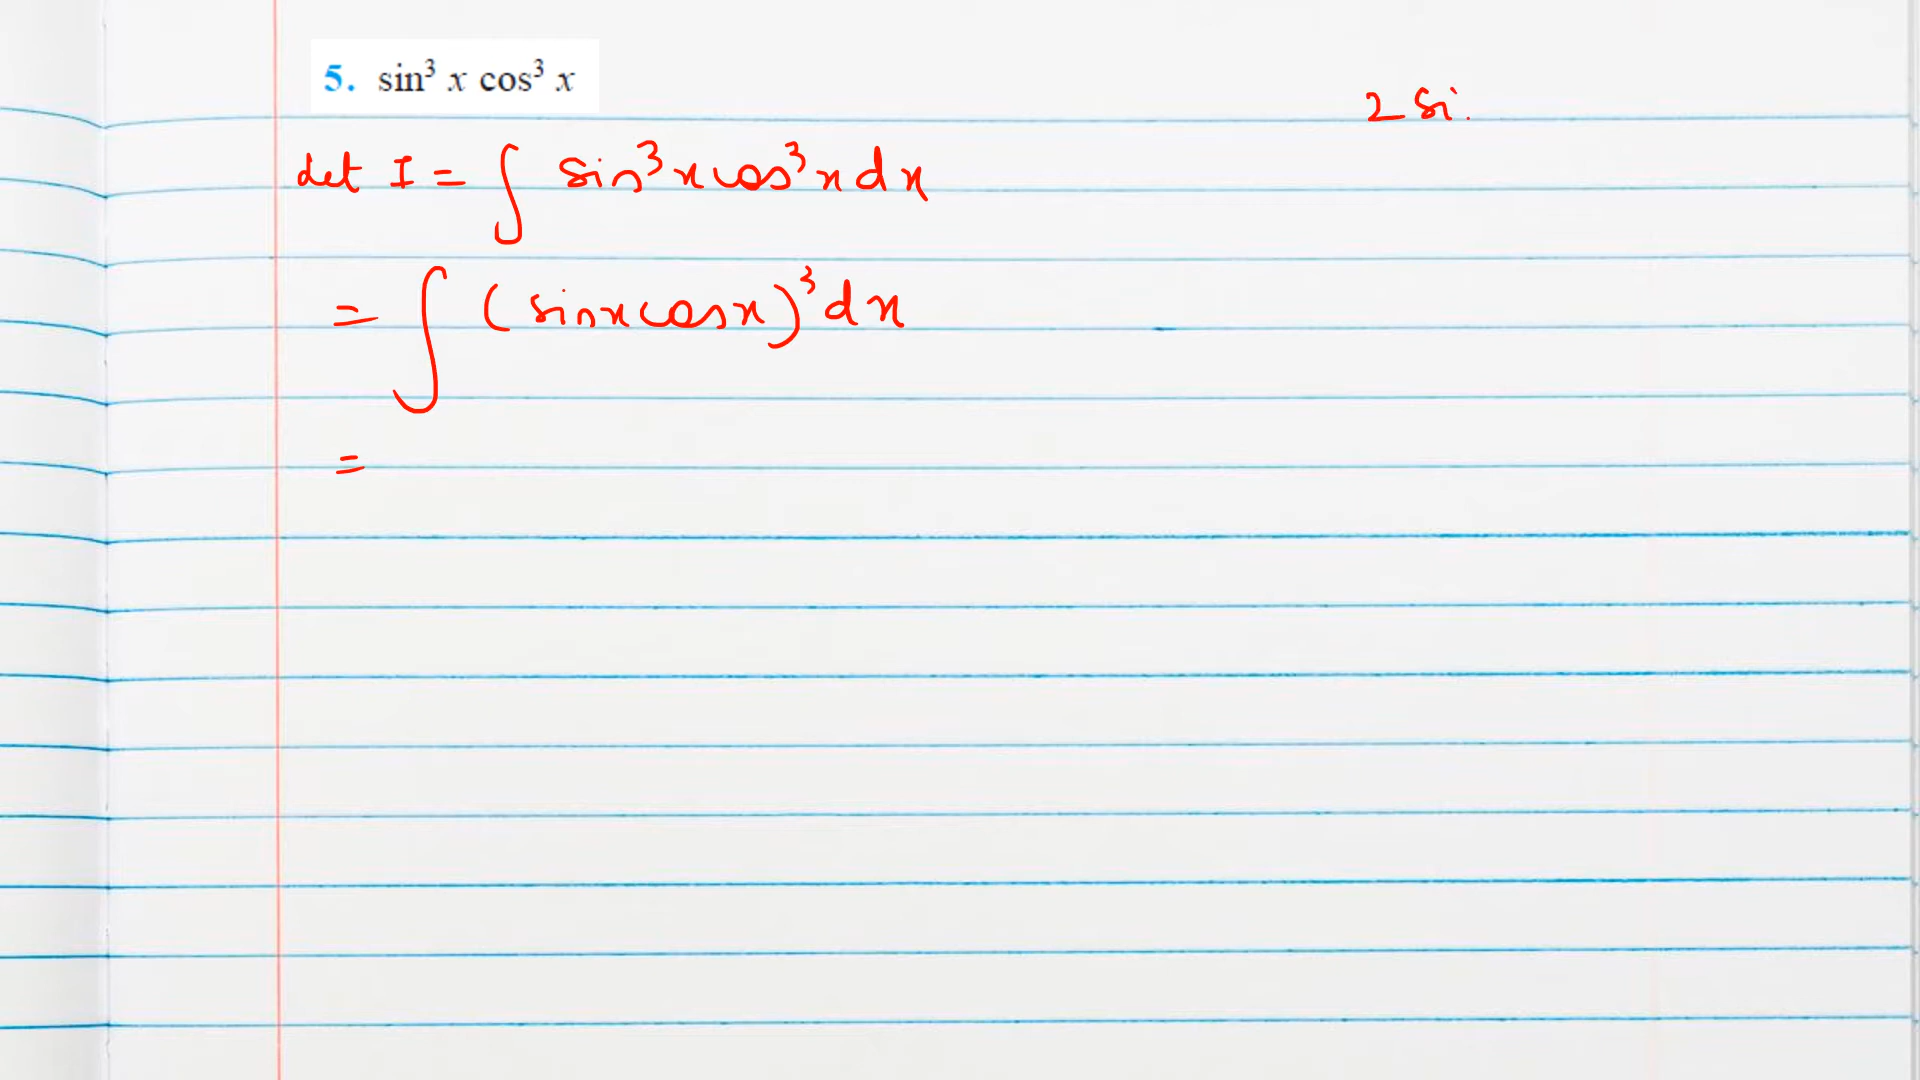 5. sin³ x cos³ x
2 si.
Let I = ∫ sin³x cos³x dx
= ∫ (sinx cosx)³ dx
=